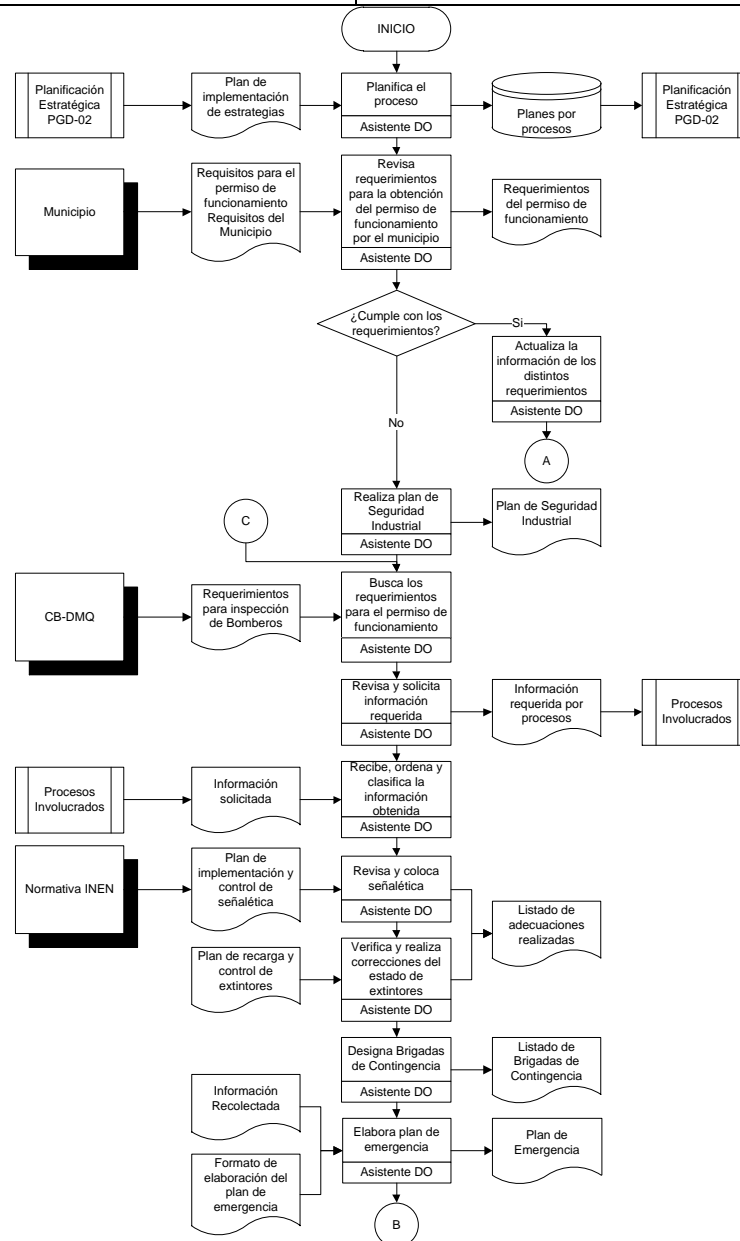 INICIO
Planificación
Estratégica
PGD-02
Plan de
implementación
de estrategias
Planifica el
proceso
Asistente DO
Planes por
procesos
Planificación
Estratégica
PGD-02
Municipio
Requisitos para el
permiso de
funcionamiento
Requisitos del
Municipio
Revisa
requerimientos
para la obtención
del permiso de
funcionamiento
por el municipio
Asistente DO
Requerimientos
del permiso de
funcionamiento
¿Cumple con los
requerimientos?
Si
Actualiza la
información de los
distintos
requerimientos
Asistente DO
A
No
Realiza plan de
Seguridad
Industrial
Asistente DO
Plan de Seguridad
Industrial
C
CB-DMQ
Requerimientos
para inspección
de Bomberos
Busca los
requerimientos
para el permiso de
funcionamiento
Asistente DO
Revisa y solicita
información
requerida
Asistente DO
Información
requerida por
procesos
Procesos
Involucrados
Procesos
Involucrados
Información
solicitada
Recibe, ordena y
clasifica la
información
obtenida
Asistente DO
Normativa INEN
Plan de
implementación y
control de
señalética
Revisa y coloca
señalética
Asistente DO
Listado de
adecuaciones
realizadas
Plan de recarga y
control de
extintores
Verifica y realiza
correcciones del
estado de
extintores
Asistente DO
Designa Brigadas
de Contingencia
Asistente DO
Listado de
Brigadas de
Contingencia
Información
Recolectada
Formato de
elaboración del
plan de
emergencia
Elabora plan de
emergencia
Asistente DO
Plan de
Emergencia
B